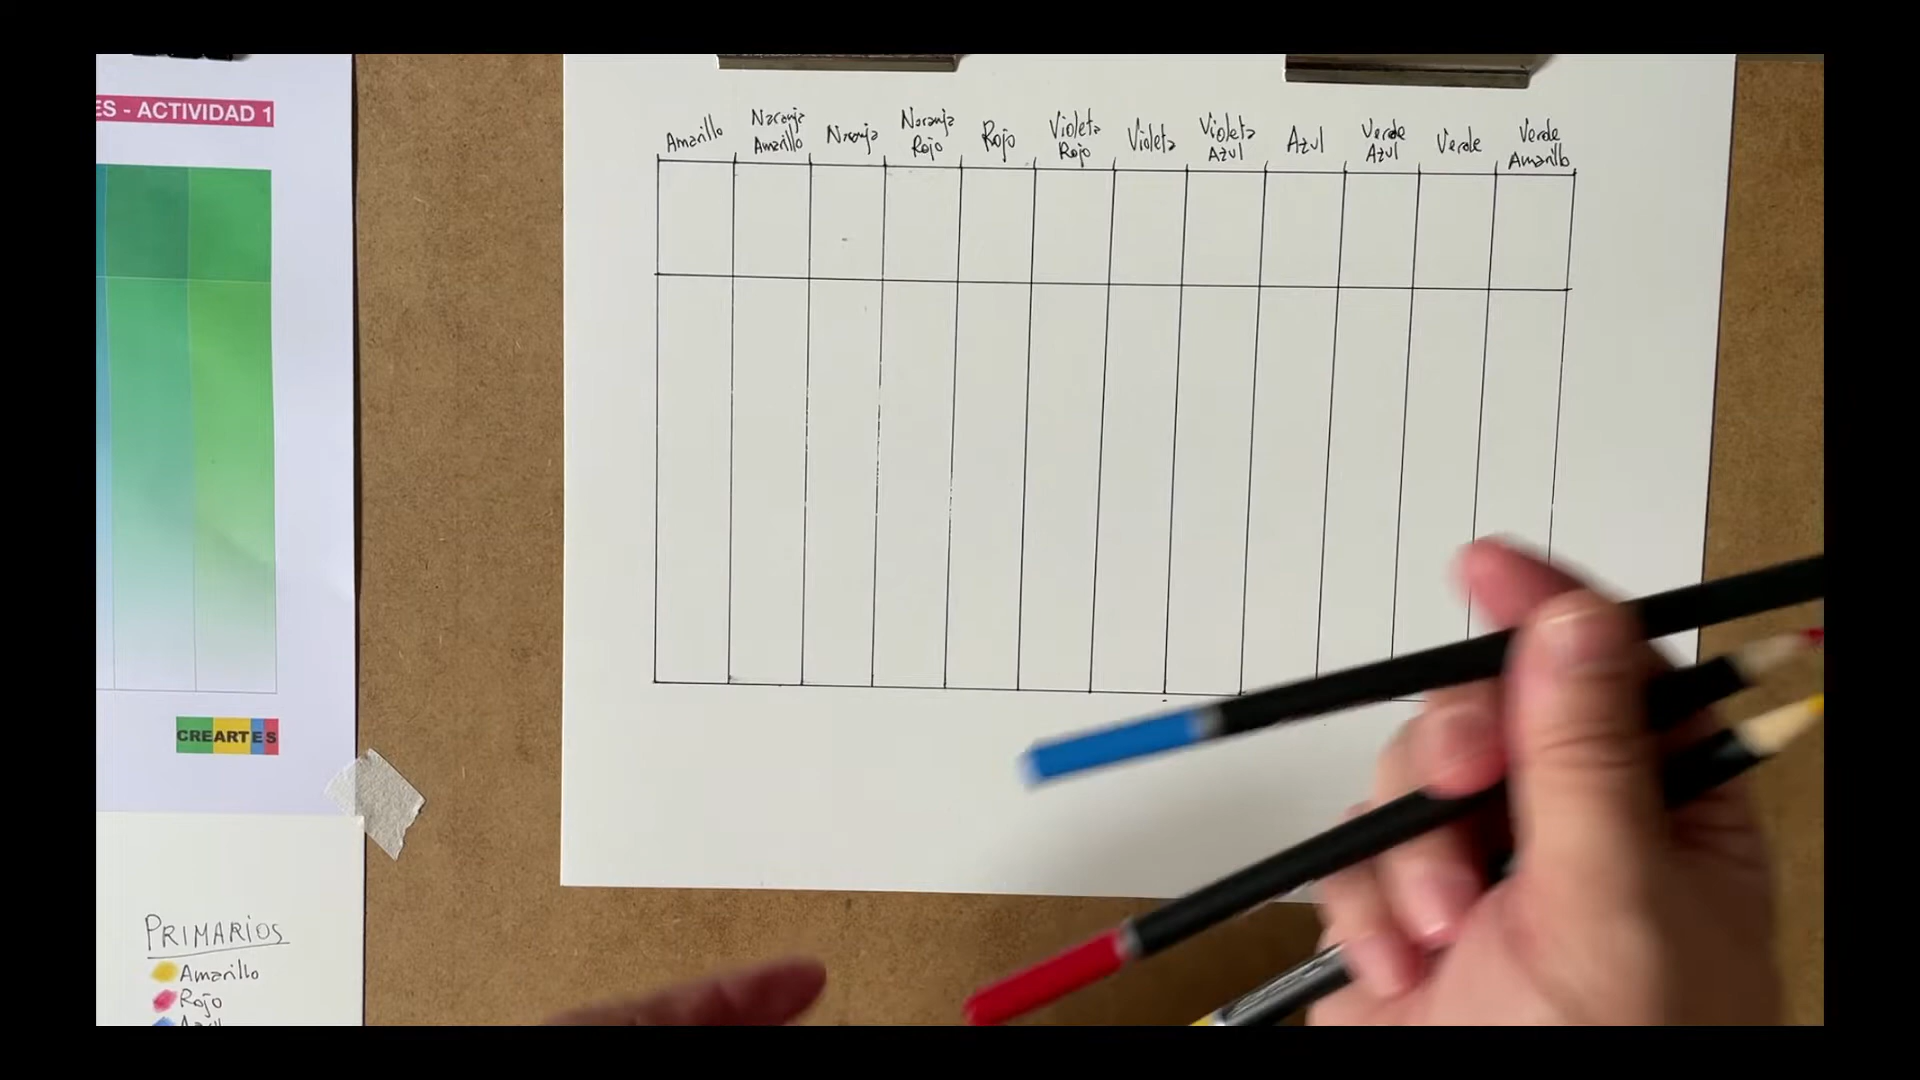 ES - ACTIVIDAD 1
Amarillo
Naranja
Amarillo
Naranja
Naranja
Rojo
Rojo
Violeta
Rojo
Violeta
Violeta
Azul
Azul
Verde
Azul
Verde
Verde
Amarillo
CREARTES
PRIMARIOS
Amarillo
Rojo
Azul